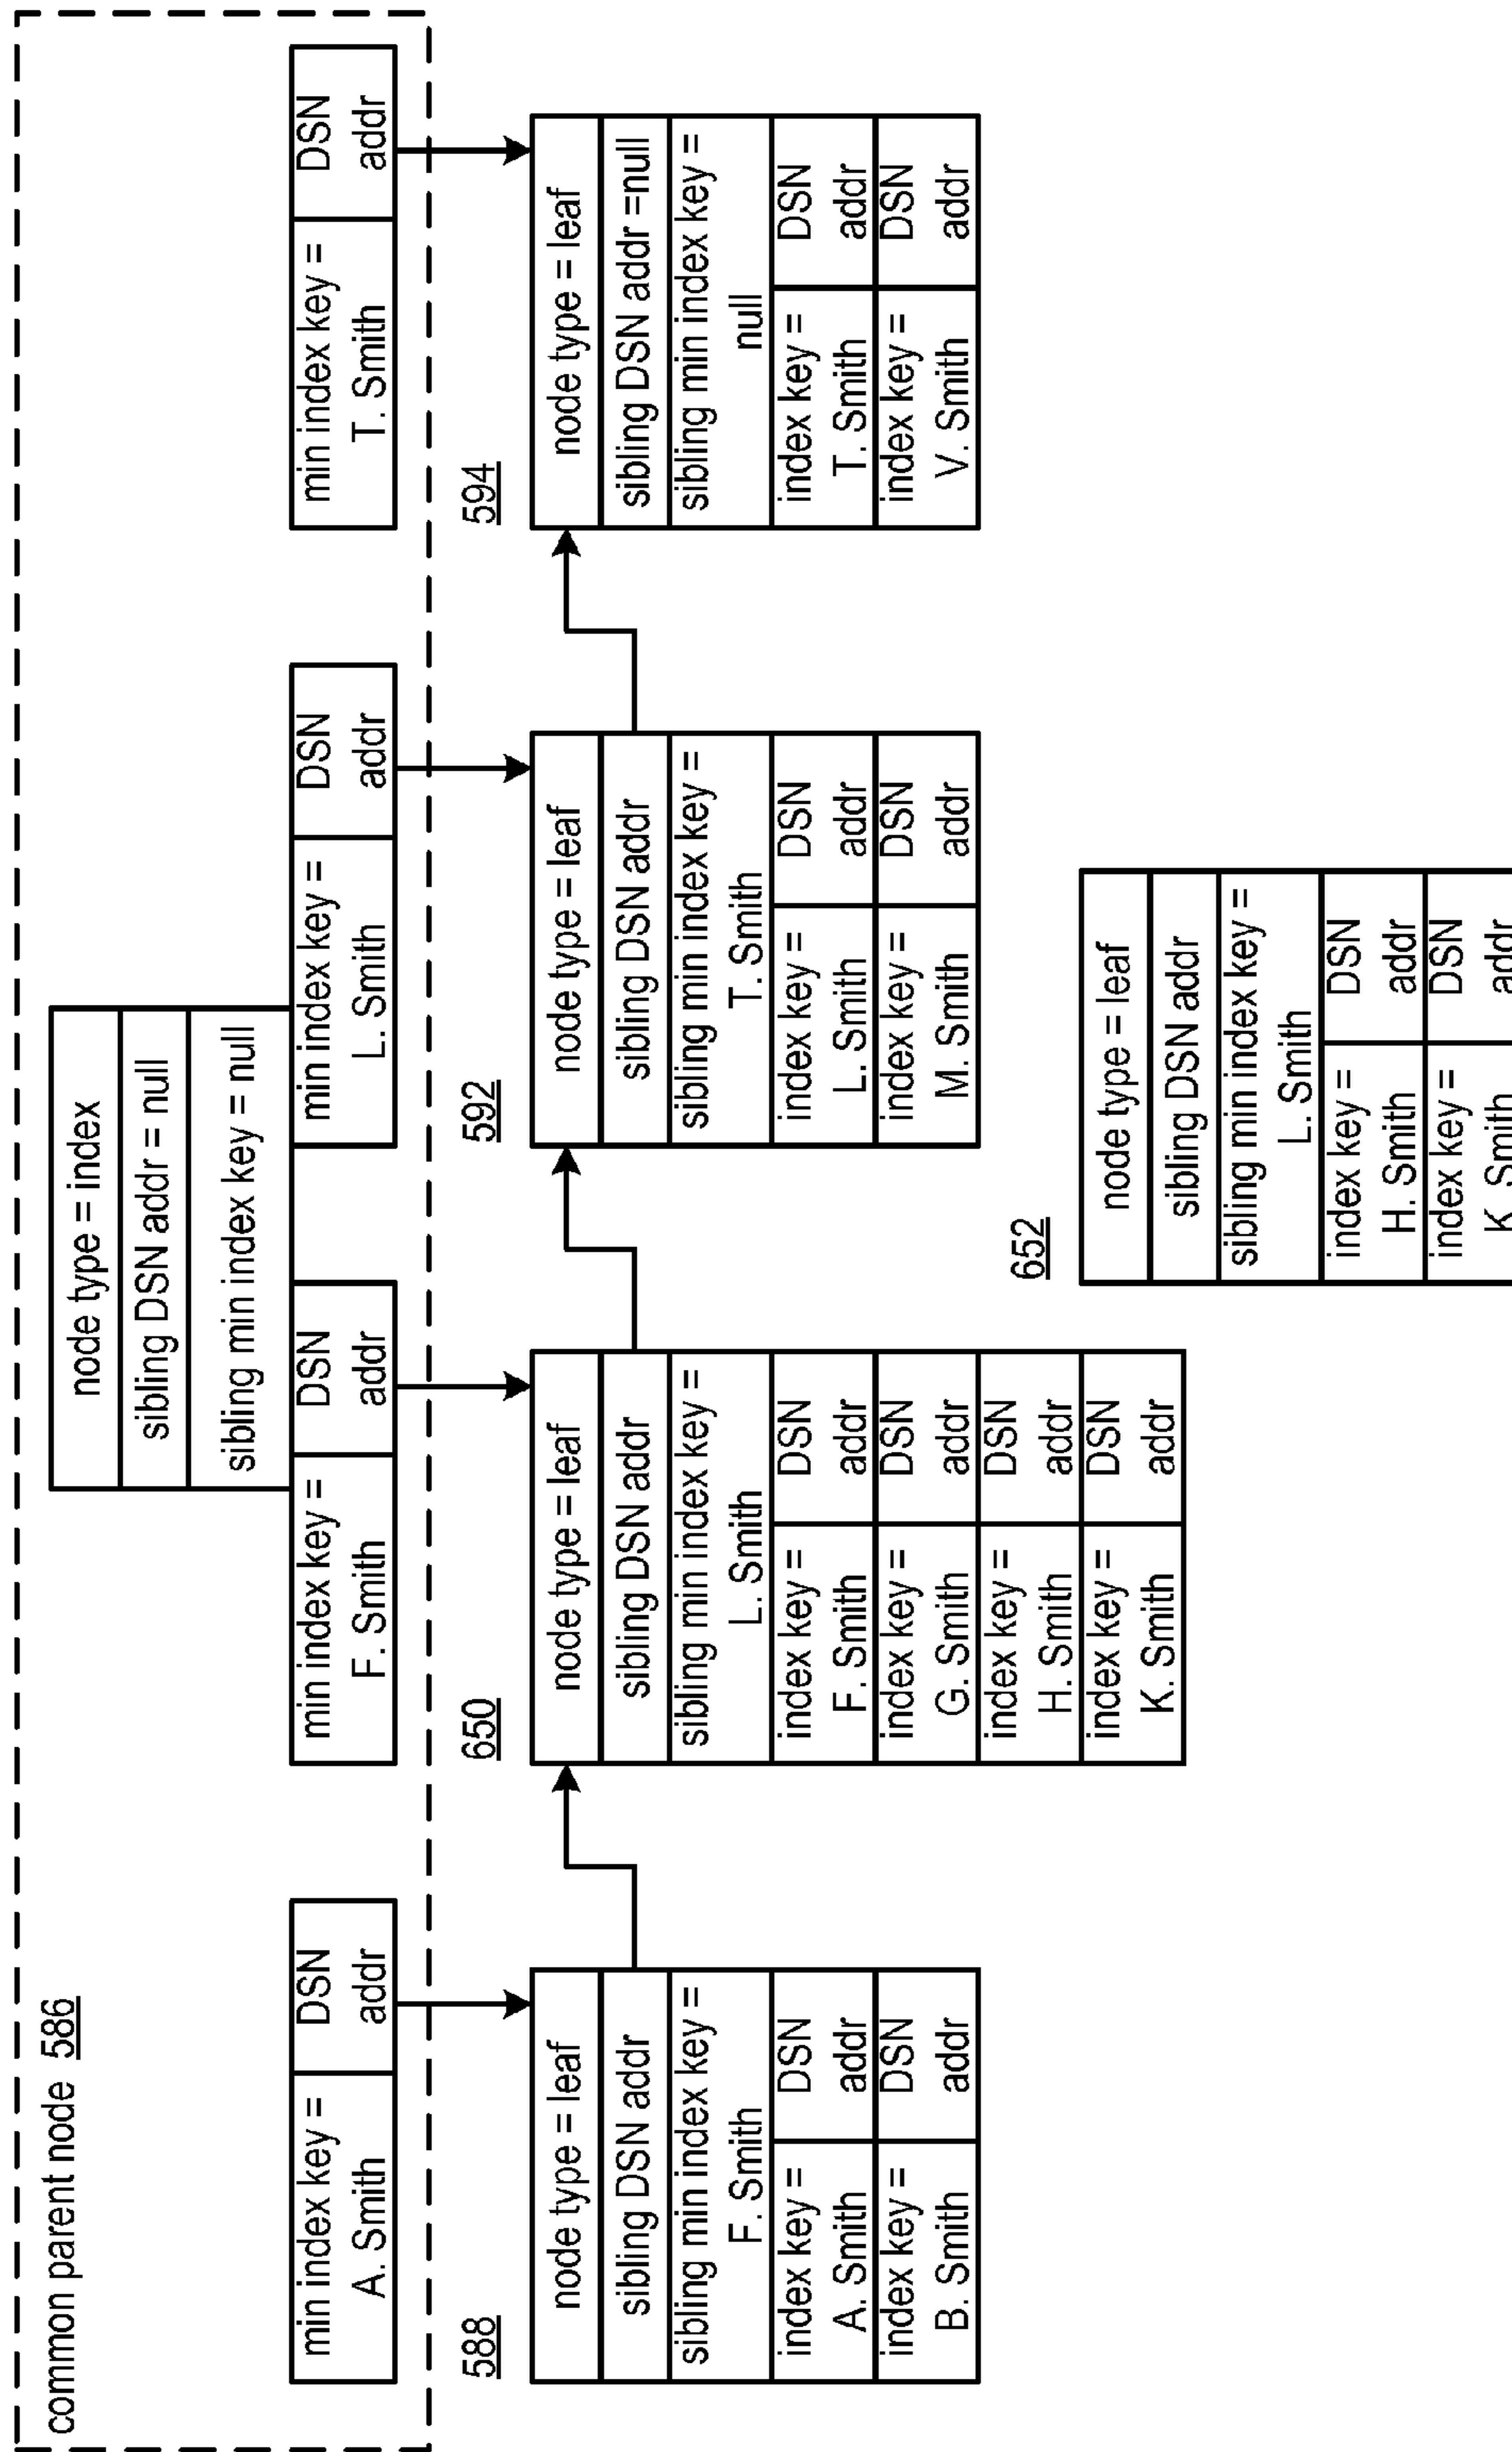 common parent node 586
node type = index
sibling DSN addr = null
sibling min index key = null
min index key =
A. Smith
DSN
addr
min index key =
F. Smith
DSN
addr
min index key =
L. Smith
DSN
addr
min index key =
T. Smith
DSN
addr
588
node type = leaf
sibling DSN addr
sibling min index key =
F. Smith
index key =
A. Smith
DSN
addr
index key =
B. Smith
DSN
addr
650
node type = leaf
sibling DSN addr
sibling min index key =
L. Smith
index key =
F. Smith
DSN
addr
index key =
G. Smith
DSN
addr
index key =
H. Smith
DSN
addr
index key =
K. Smith
DSN
addr
592
node type = leaf
sibling DSN addr
sibling min index key =
T. Smith
index key =
L. Smith
DSN
addr
index key =
M. Smith
DSN
addr
594
node type = leaf
sibling DSN addr =null
sibling min index key =
null
index key =
T. Smith
DSN
addr
index key =
V. Smith
DSN
addr
652
node type = leaf
sibling DSN addr
sibling min index key =
L. Smith
index key =
H. Smith
DSN
addr
index key =
K. Smith
DSN
addr